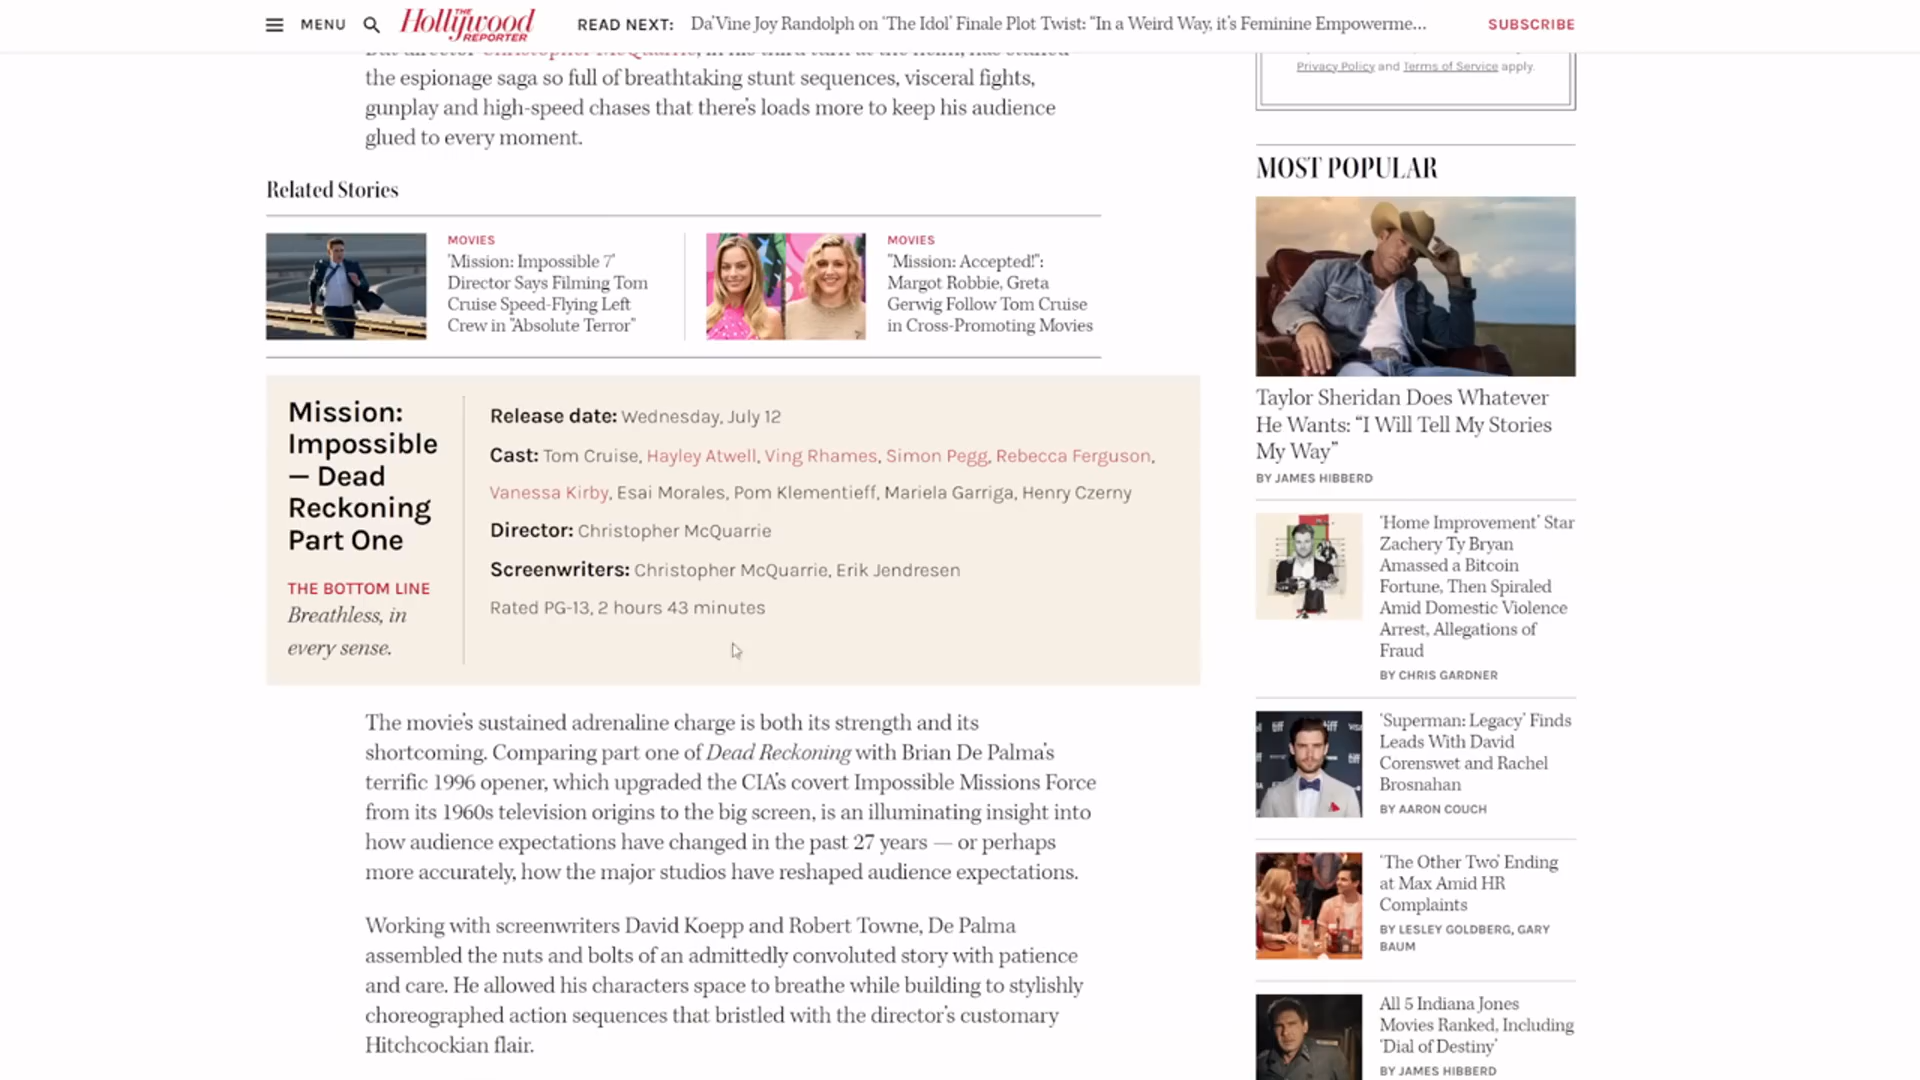 MENU
THE Hollywood REPORTER
READ NEXT: Da'Vine Joy Randolph on 'The Idol' Finale Plot Twist: "In a Weird Way, it's Feminine Empowerme...
SUBSCRIBE
the espionage saga so full of breathtaking stunt sequences, visceral fights,
gunplay and high-speed chases that there's loads more to keep his audience
glued to every moment.
Related Stories
MOVIES
'Mission: Impossible 7'
Director Says Filming Tom
Cruise Speed-Flying Left
Crew in "Absolute Terror"
MOVIES
"Mission: Accepted!":
Margot Robbie, Greta
Gerwig Follow Tom Cruise
in Cross-Promoting Movies
Mission:
Impossible
— Dead
Reckoning
Part One
THE BOTTOM LINE
Breathless, in
every sense.
Release date: Wednesday, July 12
Cast: Tom Cruise, Hayley Atwell, Ving Rhames, Simon Pegg, Rebecca Ferguson,
Vanessa Kirby, Esai Morales, Pom Klementieff, Mariela Garriga, Henry Czerny
Director: Christopher McQuarrie
Screenwriters: Christopher McQuarrie, Erik Jendresen
Rated PG-13, 2 hours 43 minutes
The movie's sustained adrenaline charge is both its strength and its
shortcoming. Comparing part one of Dead Reckoning with Brian De Palma's
terrific 1996 opener, which upgraded the CIA's covert Impossible Missions Force
from its 1960s television origins to the big screen, is an illuminating insight into
how audience expectations have changed in the past 27 years — or perhaps
more accurately, how the major studios have reshaped audience expectations.
Working with screenwriters David Koepp and Robert Towne, De Palma
assembled the nuts and bolts of an admittedly convoluted story with patience
and care. He allowed his characters space to breathe while building to stylishly
choreographed action sequences that bristled with the director's customary
Hitchcockian flair.
Privacy Policy and Terms of Service apply.
MOST POPULAR
Taylor Sheridan Does Whatever
He Wants: "I Will Tell My Stories
My Way"
BY JAMES HIBBERD
'Home Improvement' Star
Zachery Ty Bryan
Amassed a Bitcoin
Fortune, Then Spiraled
Amid Domestic Violence
Arrest, Allegations of
Fraud
BY CHRIS GARDNER
'Superman: Legacy' Finds
Leads With David
Corenswet and Rachel
Brosnahan
BY AARON COUCH
'The Other Two' Ending
at Max Amid HR
Complaints
BY LESLEY GOLDBERG, GARY
BAUM
All 5 Indiana Jones
Movies Ranked, Including
'Dial of Destiny'
BY JAMES HIBBERD